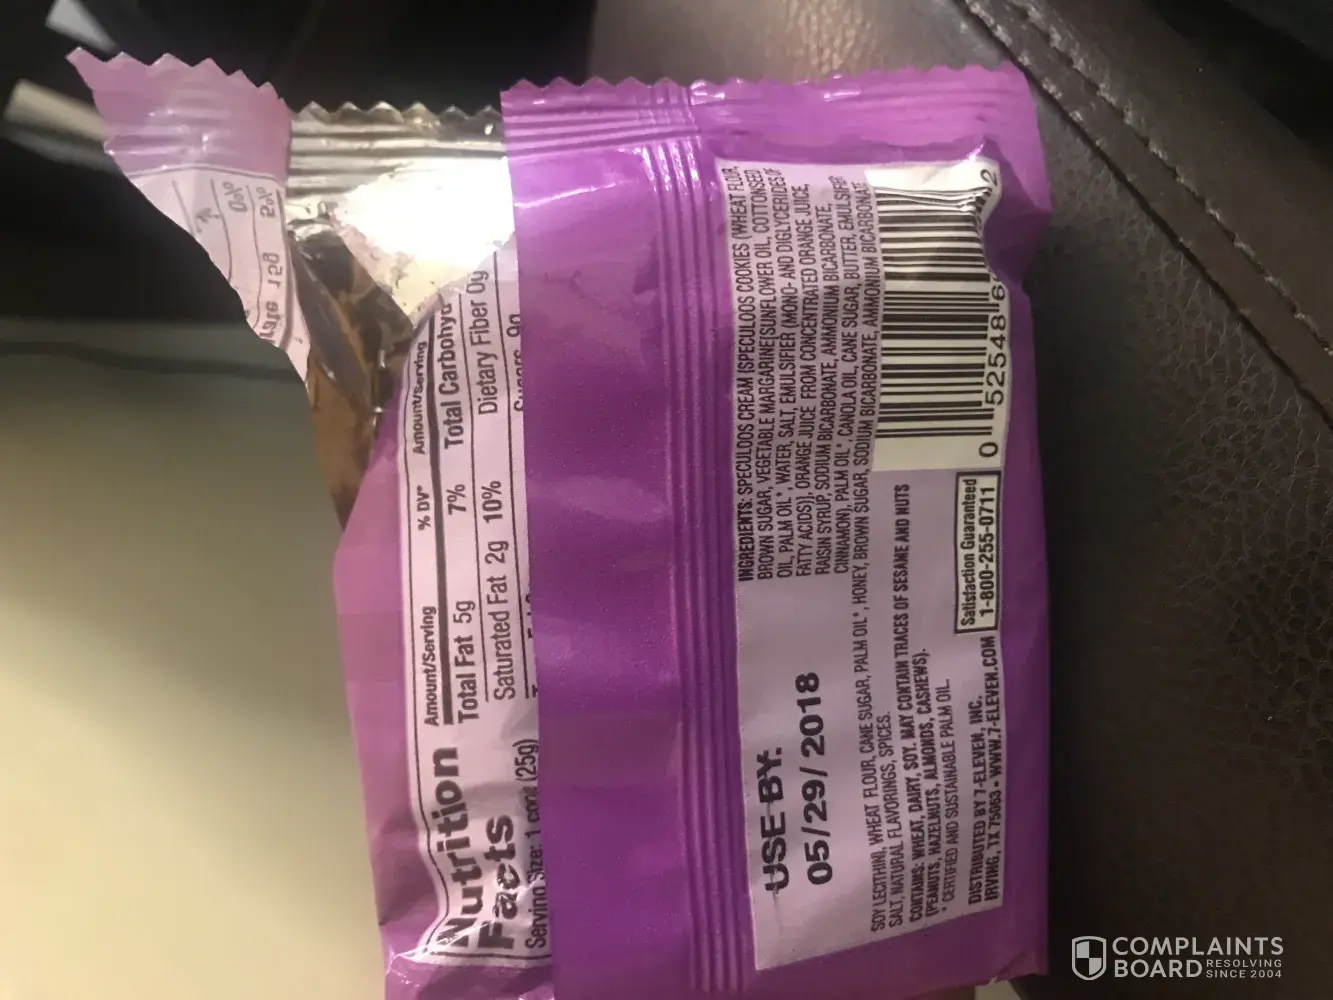 Nutrition
Facts
Serving Size: 1 (25g)
Amount/Serving % DV*
Total Fat 5g 7%
Saturated Fat 2g 10%
Amount/Serving
Total Carbohyd
Dietary Fiber 0g
Sugars 9g
INGREDIENTS: SPECULOOS CREAM (SPECULOOS COOKIES (WHEAT FLOUR,
BROWN SUGAR, VEGETABLE MARGARINE(SUNFLOWER OIL, COTTONSEED
OIL, PALM OIL*, WATER, SALT, EMULSIFIER (MONO- AND DIGLYCERIDES OF
FATTY ACIDS)), ORANGE JUICE FROM CONCENTRATED ORANGE JUICE,
RAISIN SYRUP, SODIUM BICARBONATE, AMMONIUM BICARBONATE,
CINNAMON), PALM OIL*, CANOLA OIL, CANE SUGAR, BUTTER, EMULSIFIER
SOY LECITHIN), WHEAT FLOUR, CANE SUGAR, PALM OIL*, HONEY, BROWN SUGAR, SODIUM BICARBONATE, AMMONIUM BICARBONATE
SALT, NATURAL FLAVORINGS, SPICES.
CONTAINS: WHEAT, DAIRY, SOY. MAY CONTAIN TRACES OF SESAME AND NUTS
(PEANUTS, HAZELNUTS, ALMONDS, CASHEWS).
* CERTIFIED AND SUSTAINABLE PALM OIL.
DISTRIBUTED BY 7-ELEVEN, INC.
IRVING, TX 75063 • WWW.7-ELEVEN.COM
USE BY:
05/29/2018
Satisfaction Guaranteed
1-800-255-0711
0 52548 6 2
COMPLAINTS
BOARD RESOLVING
SINCE 2004